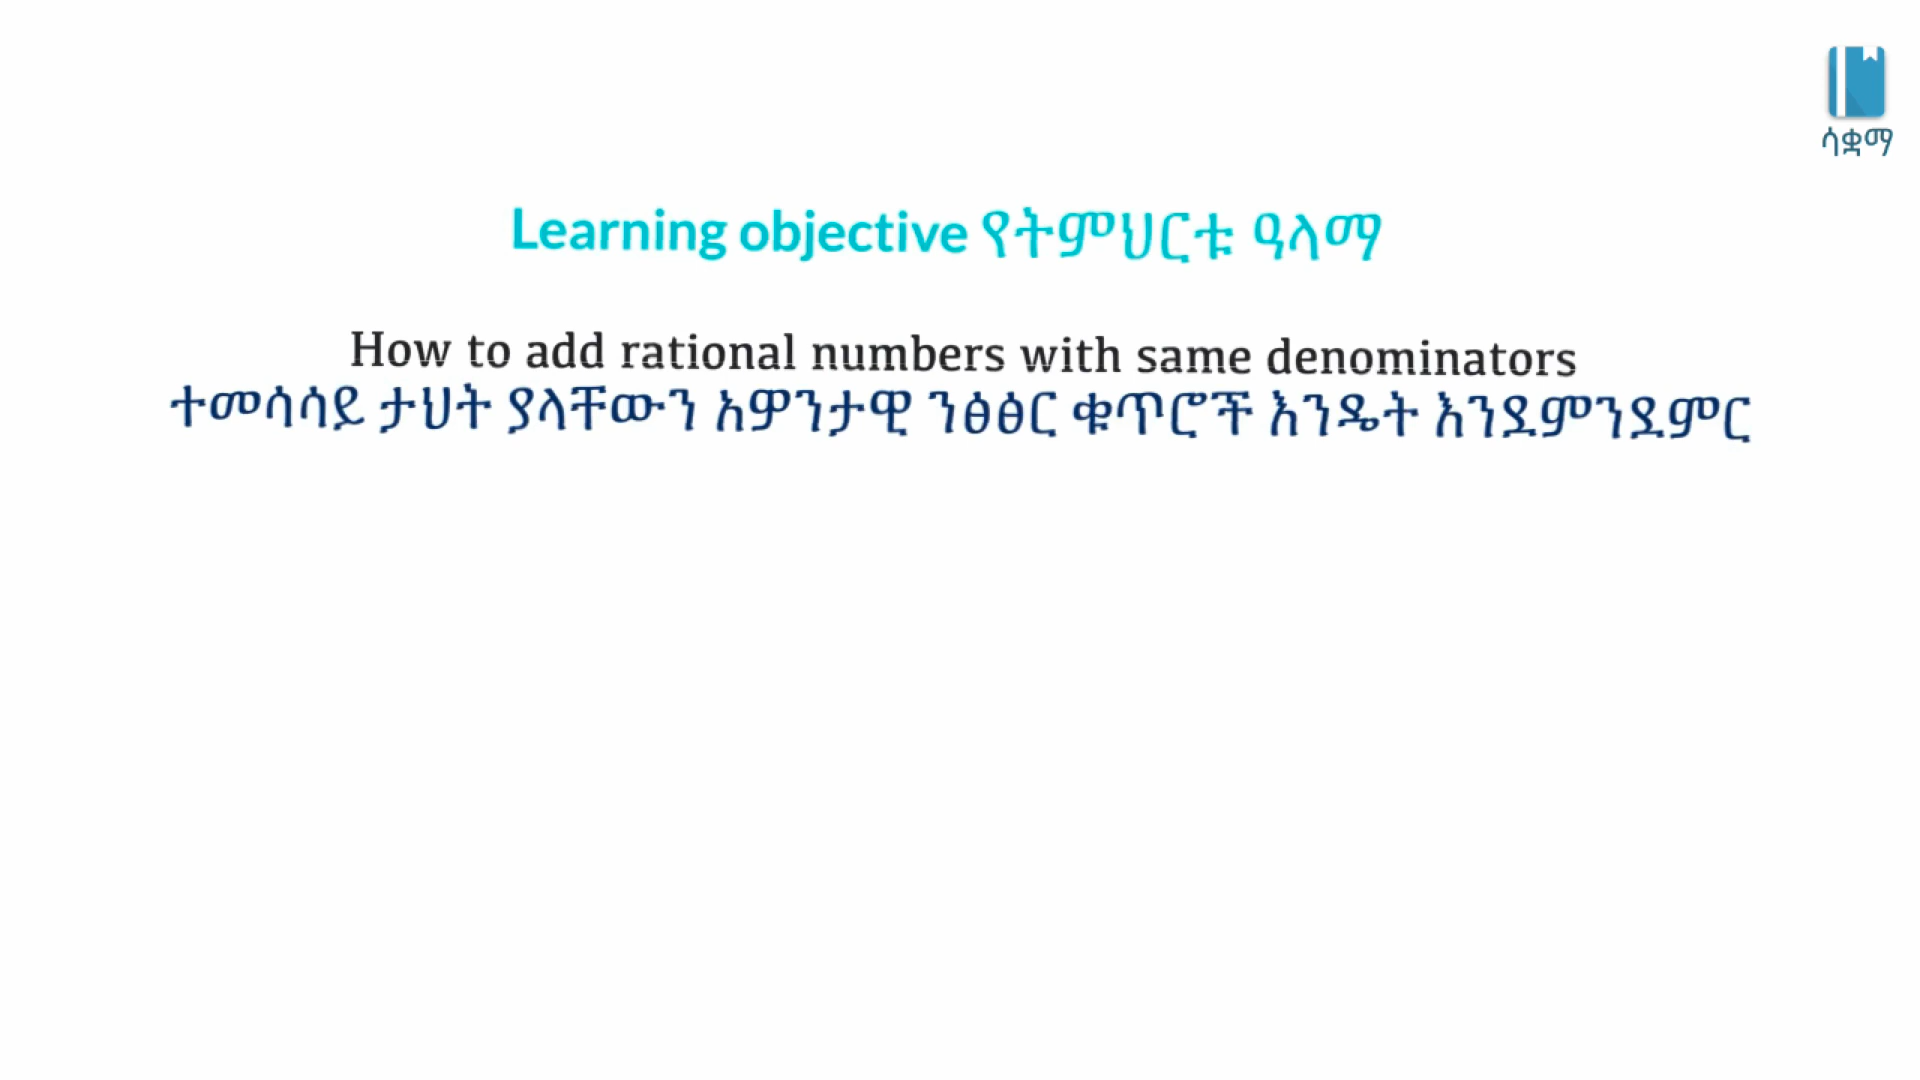 ሳቋማ
Learning objective የትምህርቱ ዓላማ
How to add rational numbers with same denominators
ተመሳሳይ ታህት ያላቸውን አዎንታዊ ንፅፅር ቁጥሮች እንዴት እንደምንደምር